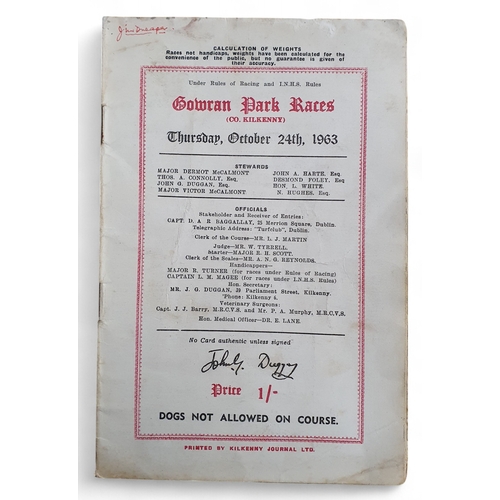 CALCULATION OF WEIGHTS
Races not handicaps, weights have been calculated for the
convenience of the public, but no guarantee is given of
their accuracy.
Under Rules of Racing and I.N.H.S. Rules
Gowran Park Races
(CO. KILKENNY)
Thursday, October 24th, 1963
STEWARDS
MAJOR DERMOT McCALMONT JOHN A. HARTE, Esq.
THOS. A. CONNOLLY, Esq. DESMOND FOLEY, Esq.
JOHN G. DUGGAN, Esq. HON. L. WHITE.
MAJOR VICTOR McCALMONT N. HUGHES, Esq.
OFFICIALS
Stakeholder and Receiver of Entries:
CAPT. D. A. R. BAGGALLAY, 25 Merrion Square, Dublin.
Telegraphic Address: "Turfclub", Dublin.
Clerk of the Course—MR. L. J. MARTIN
Judge—MR. W. TYRRELL.
Starter—MAJOR R. H. SCOTT.
Clerk of the Scales—MR. A. N. G. REYNOLDS.
Handicappers—
MAJOR B. TURNER (for races under Rules of Racing)
CAPTAIN L. M. MAGEE (for races under I.N.H.S. Rules)
Hon. Secretary:
MR. J. G. DUGGAN, 39 Parliament Street, Kilkenny.
'Phone: Kilkenny 4.
Veterinary Surgeons:
Capt. J. J. Barry, M.R.C.V.S. and Mr. P. A. Murphy, M.R.C.V.S.
Hon. Medical Officer—DR. E. LANE.
No Card authentic unless signed
John G. Duggan
Price 1/-
DOGS NOT ALLOWED ON COURSE.
PRINTED BY KILKENNY JOURNAL LTD.